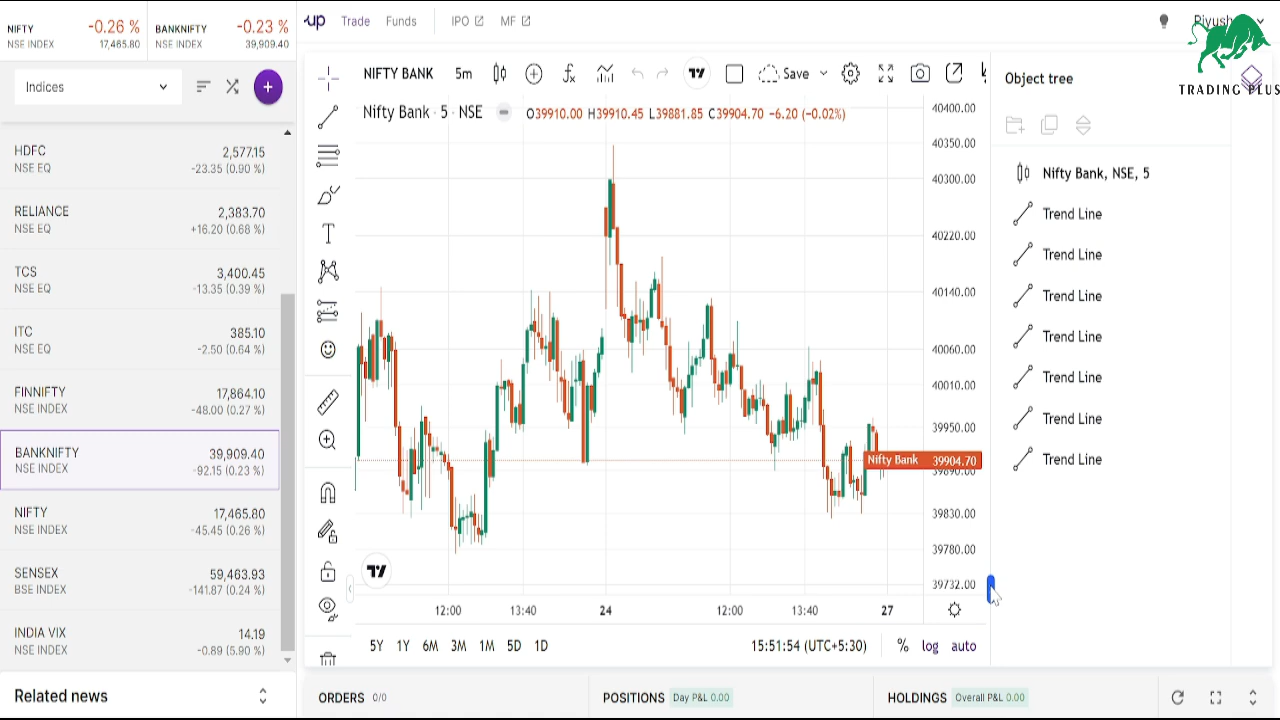 NIFTY -0.26 %
NSE INDEX 17,465.80
BANKNIFTY -0.23 %
NSE INDEX 39,909.40
up Trade Funds IPO MF
Piyush
TRADING PLUS
Indices
HDFC 2,577.15
NSE EQ -23.35 (0.90 %)
RELIANCE 2,383.70
NSE EQ +16.20 (0.68 %)
TCS 3,400.45
NSE EQ -13.35 (0.39 %)
ITC 385.10
NSE EQ -2.50 (0.64 %)
FINNIFTY 17,864.10
NSE INDEX -48.00 (0.27 %)
BANKNIFTY 39,909.40
NSE INDEX -92.15 (0.23 %)
NIFTY 17,465.80
NSE INDEX -45.45 (0.26 %)
SENSEX 59,463.93
BSE INDEX -141.87 (0.24 %)
INDIA VIX 14.19
NSE INDEX -0.89 (5.90 %)
Related news
NIFTY BANK 5m Save
Nifty Bank · 5 · NSE O39910.00 H39910.45 L39881.85 C39904.70 -6.20 (-0.02%)
40400.00
40350.00
40300.00
40220.00
40140.00
40060.00
40010.00
39950.00
Nifty Bank 39904.70
39890.00
39830.00
39780.00
39732.00
12:00 13:40 24 12:00 13:40 27
5Y 1Y 6M 3M 1M 5D 1D 15:51:54 (UTC+5:30) % log auto
Object tree
Nifty Bank, NSE, 5
Trend Line
Trend Line
Trend Line
Trend Line
Trend Line
Trend Line
Trend Line
ORDERS 0/0 POSITIONS Day P&L 0.00 HOLDINGS Overall P&L 0.00